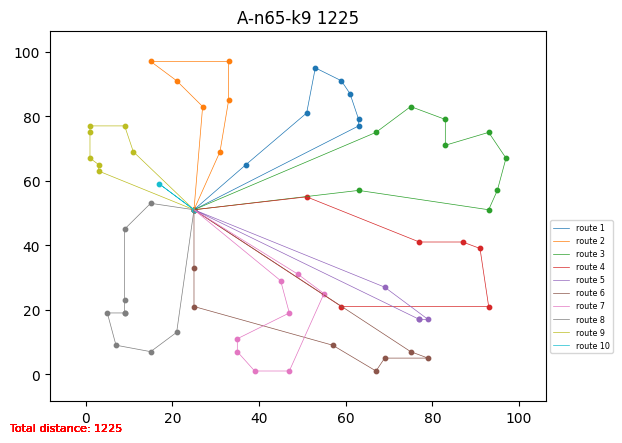 A-n65-k9 1225
100
80
60
40
20
0
0 20 40 60 80 100
route 1
route 2
route 3
route 4
route 5
route 6
route 7
route 8
route 9
route 10
Total distance: 1225